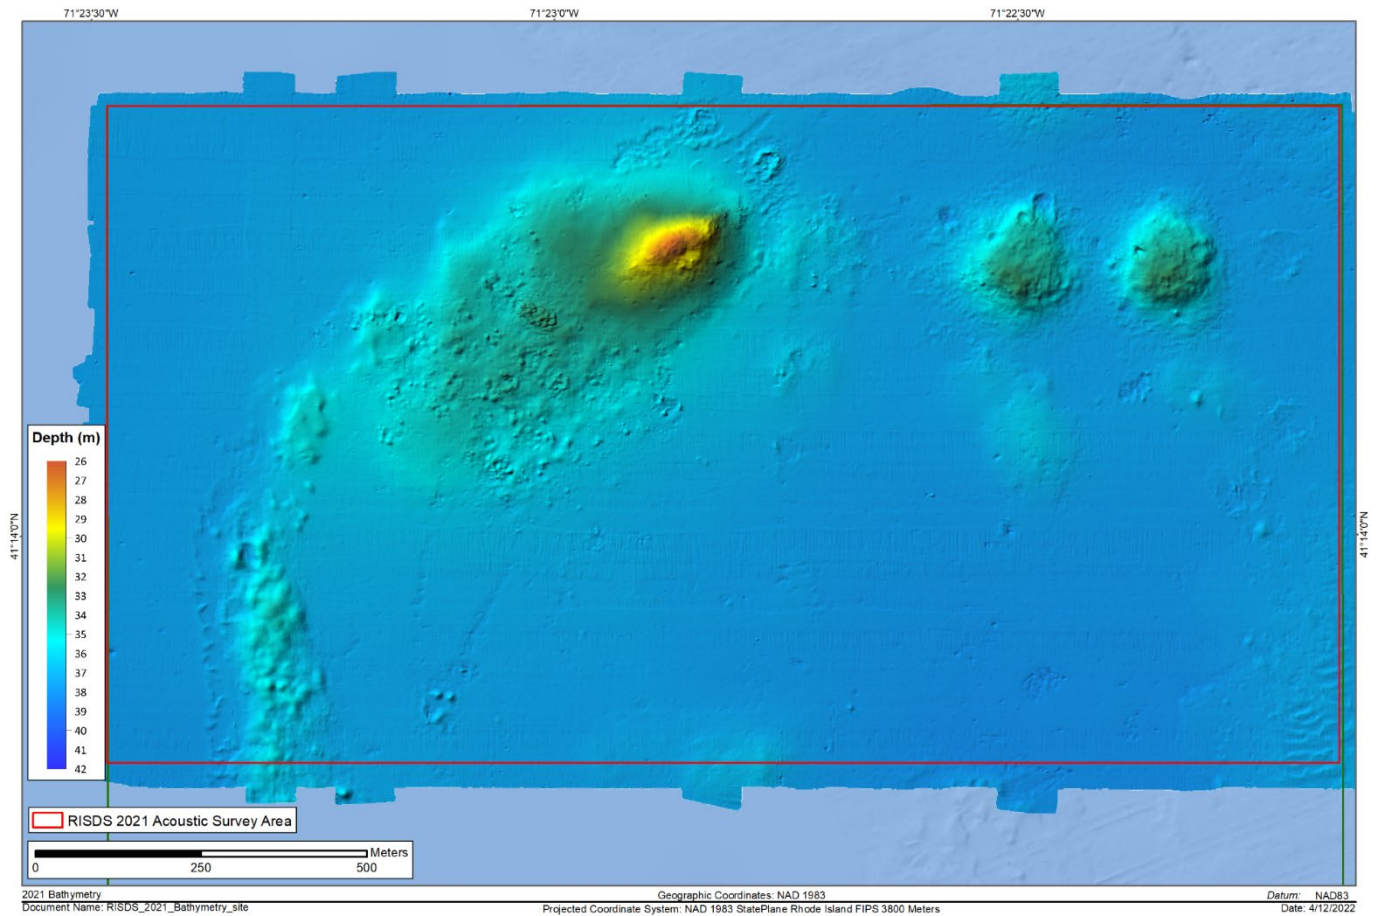 71°23'30"W
71°23'0"W
71°22'30"W
41°14'0"N
41°14'0"N
Depth (m)
26
27
28
29
30
31
32
33
34
35
36
37
38
39
40
41
42
RISDS 2021 Acoustic Survey Area
Meters
0 250 500
2021 Bathymetry Geographic Coordinates: NAD 1983 Datum: NAD83
Document Name: RISDS_2021_Bathymetry_site Projected Coordinate System: NAD 1983 StatePlane Rhode Island FIPS 3800 Meters Date: 4/12/2022